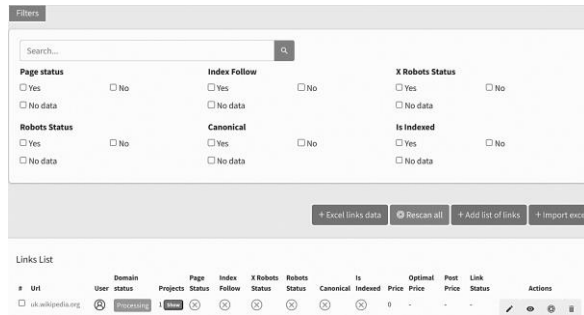 Filters
Search...
Page status Index Follow X Robots Status
Yes No Yes No Yes No
No data No data No data
Robots Status Canonical Is Indexed
Yes No Yes No Yes No
No data No data No data
+ Excel links data Rescan all + Add list of links + Import exce
Links List
# Url User Domain status Projects Page Status Index Follow X Robots Status Robots Status Canonical Is Indexed Price Optimal Price Post Price Link Status Actions
uk.wikipedia.org Processing 1 Show 0 - - -